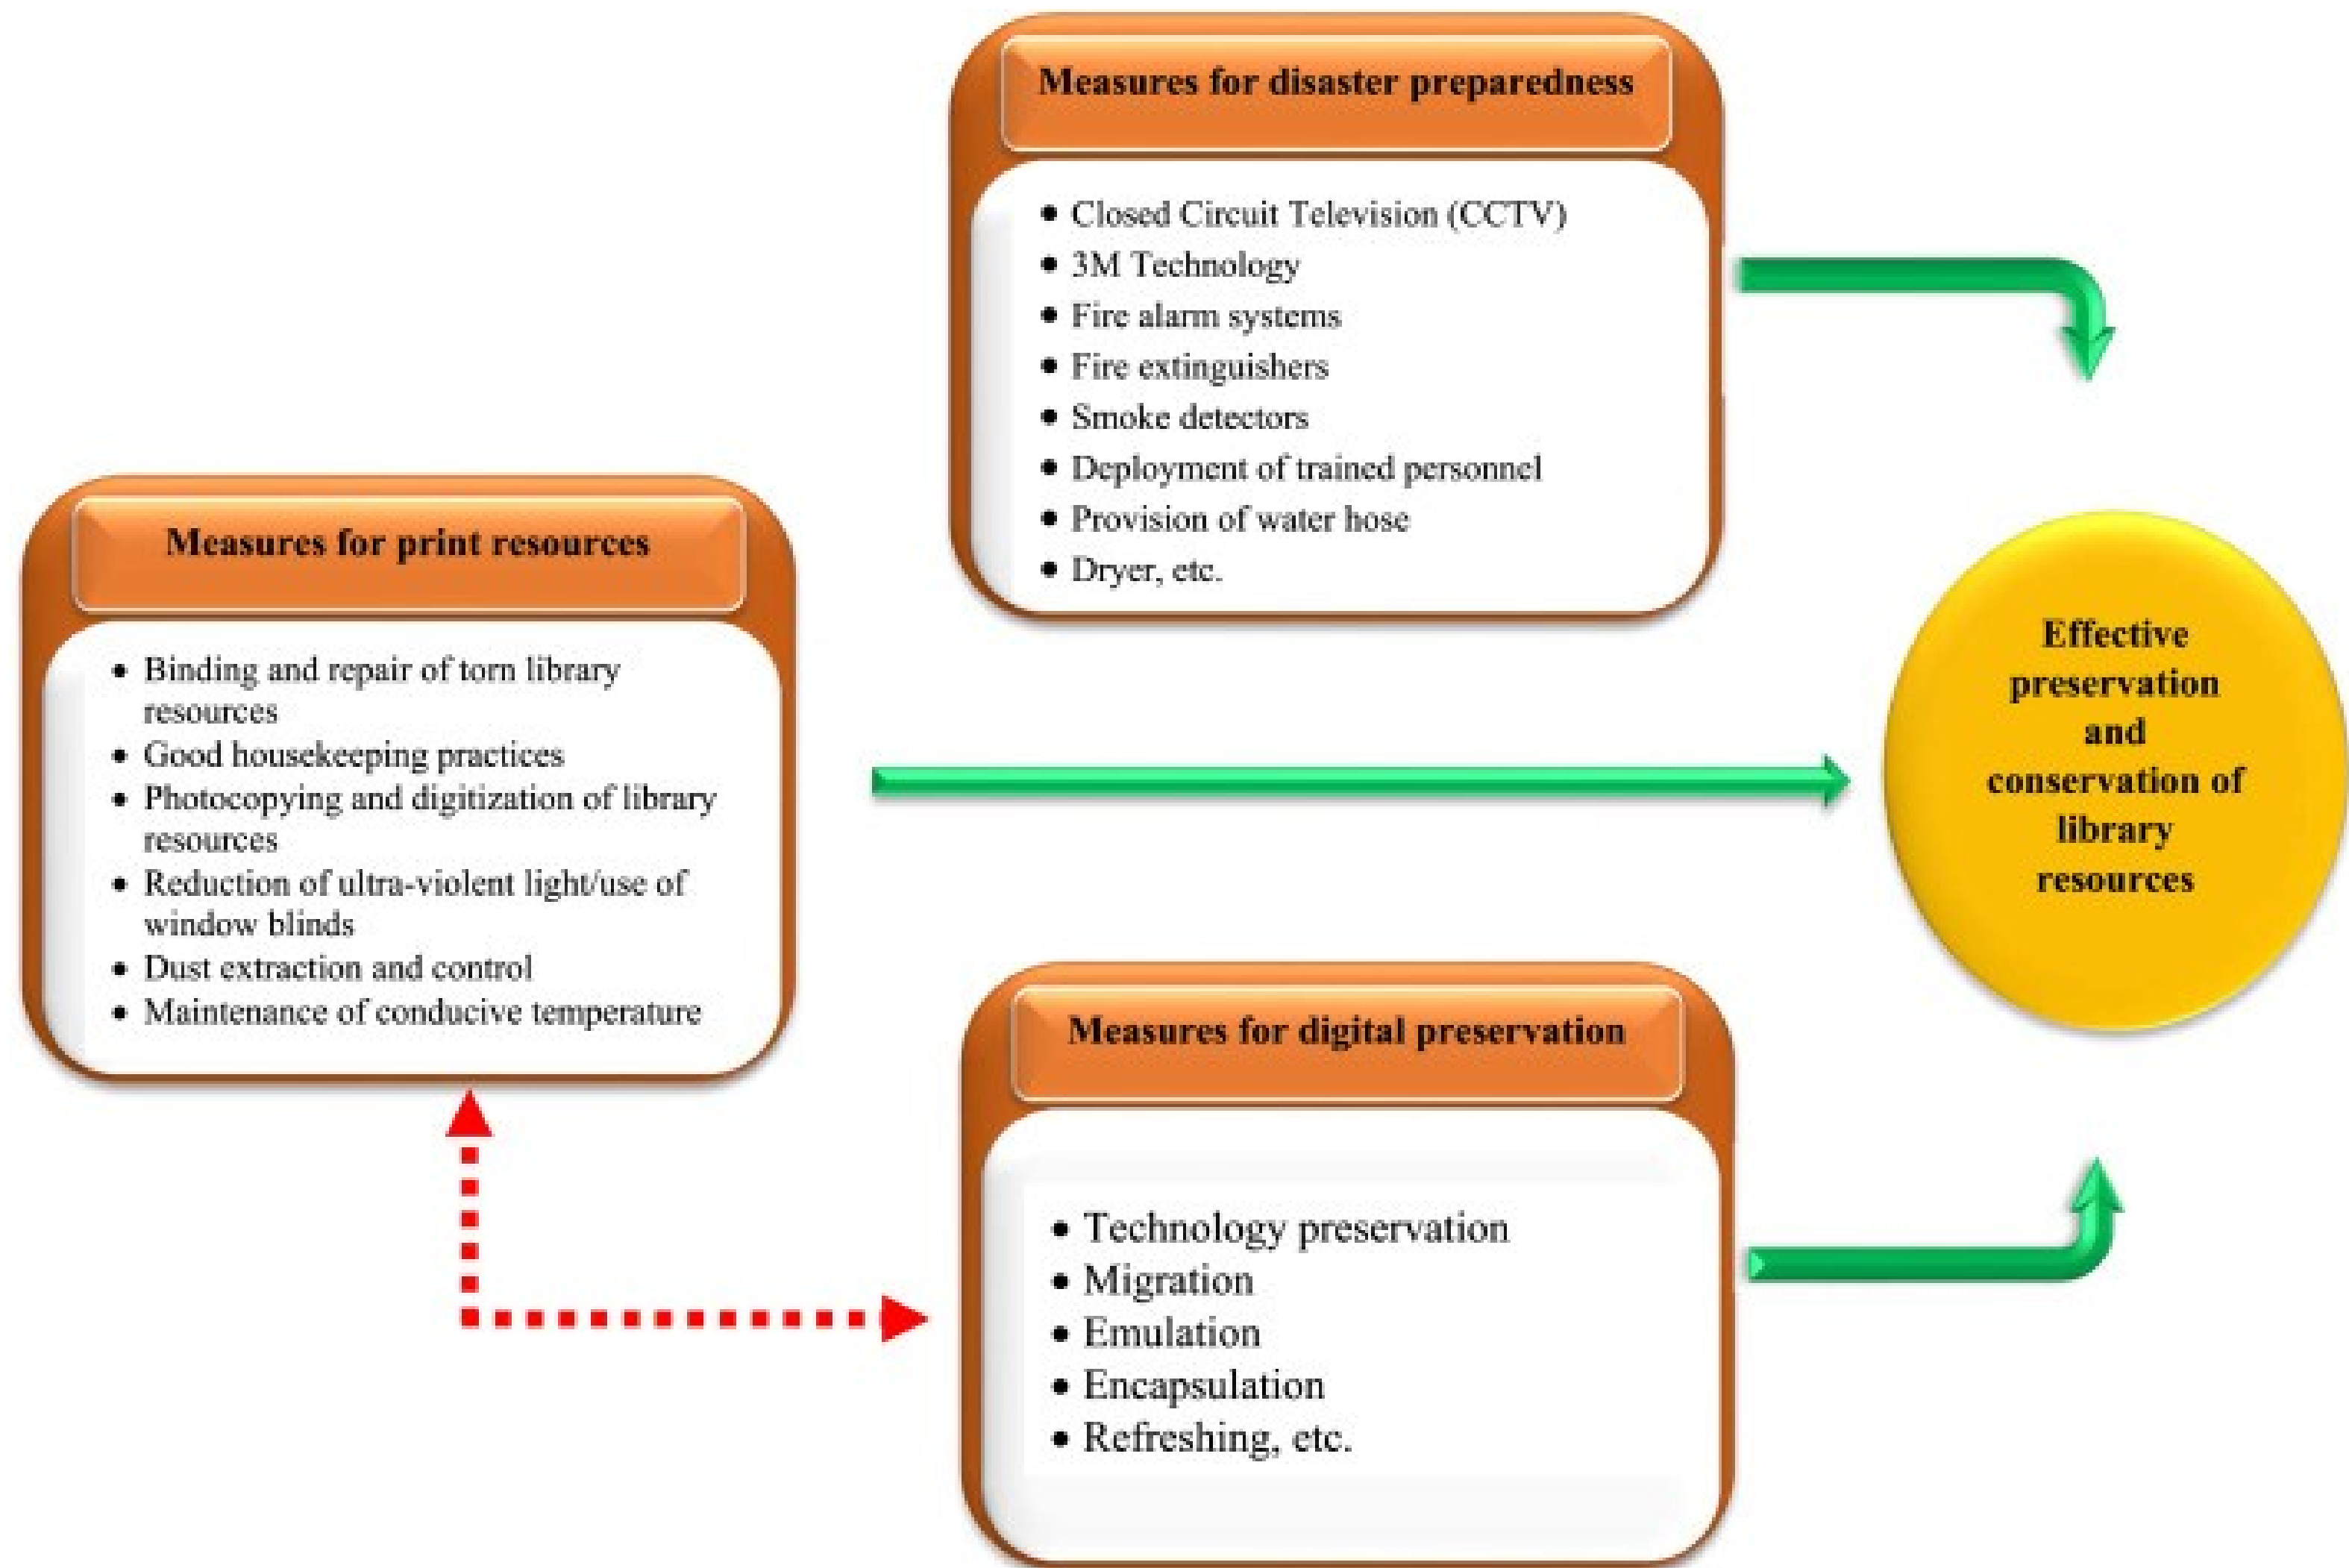 Measures for disaster preparedness
• Closed Circuit Television (CCTV)
• 3M Technology
• Fire alarm systems
• Fire extinguishers
• Smoke detectors
• Deployment of trained personnel
• Provision of water hose
• Dryer, etc.
Measures for print resources
• Binding and repair of torn library
resources
• Good housekeeping practices
• Photocopying and digitization of library
resources
• Reduction of ultra-violent light/use of
window blinds
• Dust extraction and control
• Maintenance of conducive temperature
Effective
preservation
and
conservation of
library
resources
Measures for digital preservation
• Technology preservation
• Migration
• Emulation
• Encapsulation
• Refreshing, etc.